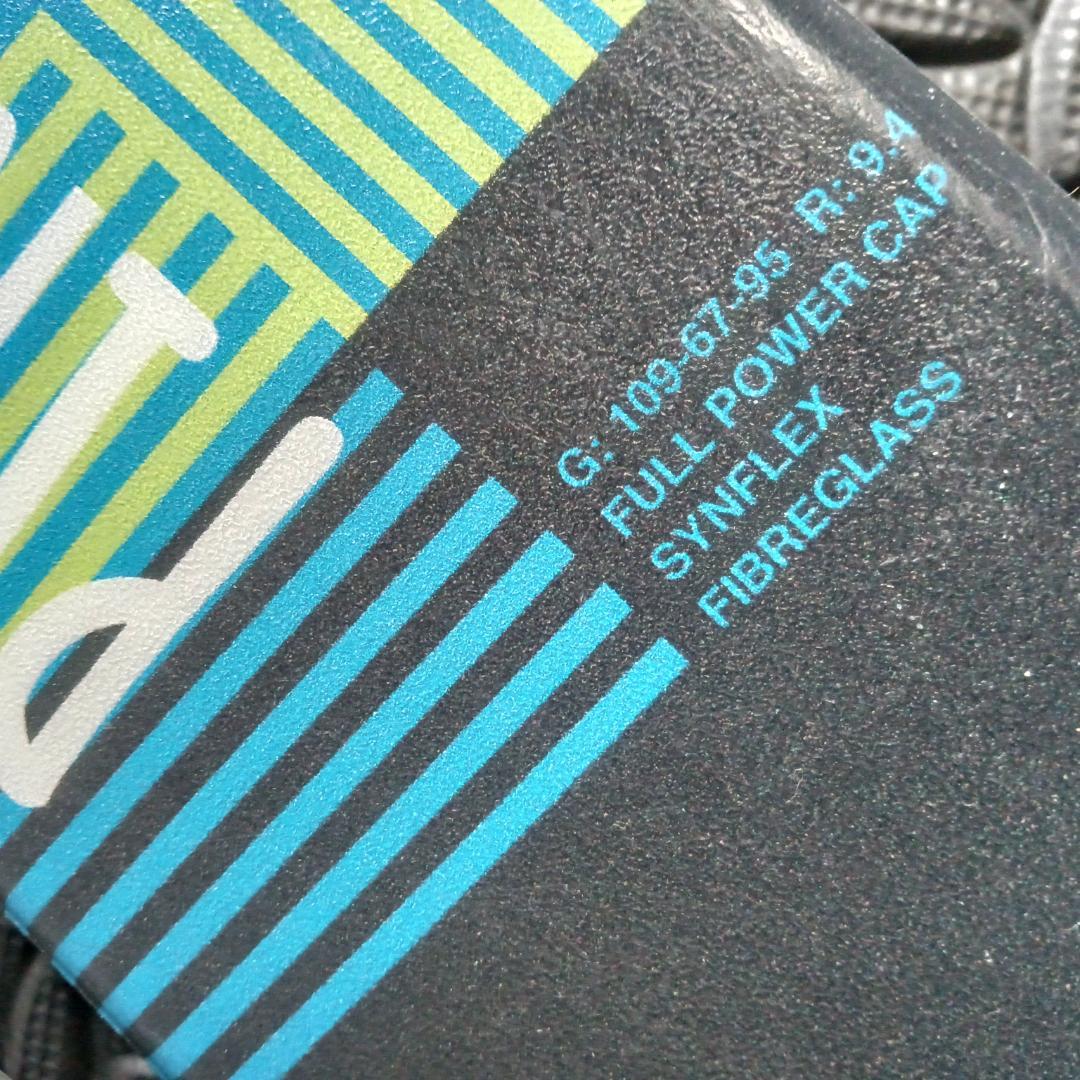 G: 109-67-95 R: 9.4
FULL POWER CAP
SYNFLEX
FIBREGLASS